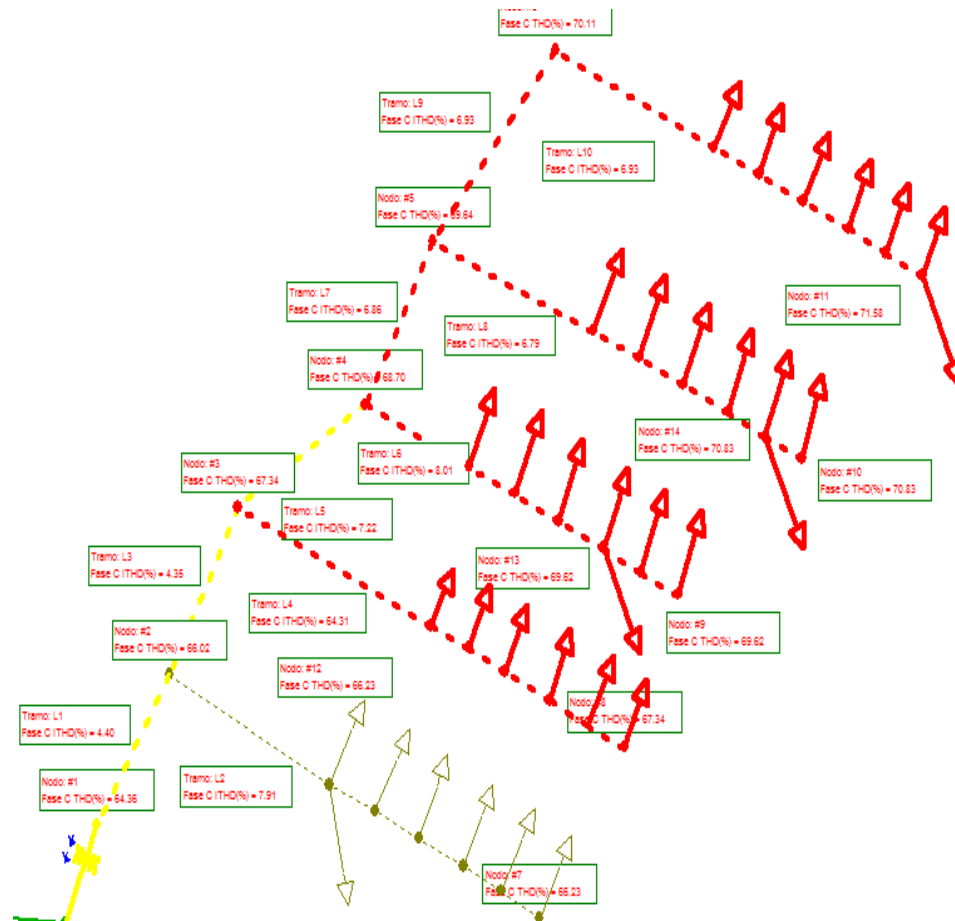 Fase C THD(%) = 70.11
Tramo: L9
Fase C ITHD(%) = 6.93
Tramo: L10
Fase C ITHD(%) = 6.93
Nodo: #5
Fase C THD(%) = 69.64
Tramo: L7
Fase C ITHD(%) = 6.86
Nodo: #11
Fase C THD(%) = 71.58
Tramo: L8
Fase C ITHD(%) = 6.79
Nodo: #4
Fase C THD(%) = 68.70
Nodo: #14
Fase C THD(%) = 70.83
Tramo: L6
Fase C ITHD(%) = 8.01
Nodo: #3
Fase C THD(%) = 67.34
Nodo: #10
Fase C THD(%) = 70.83
Tramo: L5
Fase C ITHD(%) = 7.22
Tramo: L3
Fase C ITHD(%) = 4.35
Nodo: #13
Fase C THD(%) = 69.62
Tramo: L4
Fase C ITHD(%) = 64.31
Nodo: #2
Fase C THD(%) = 66.02
Nodo: #9
Fase C THD(%) = 69.62
Nodo: #12
Fase C THD(%) = 66.23
Nodo: #8
Fase C THD(%) = 67.34
Tramo: L1
Fase C ITHD(%) = 4.40
Nodo: #1
Fase C THD(%) = 64.36
Tramo: L2
Fase C ITHD(%) = 7.91
Nodo: #7
Fase C THD(%) = 66.23